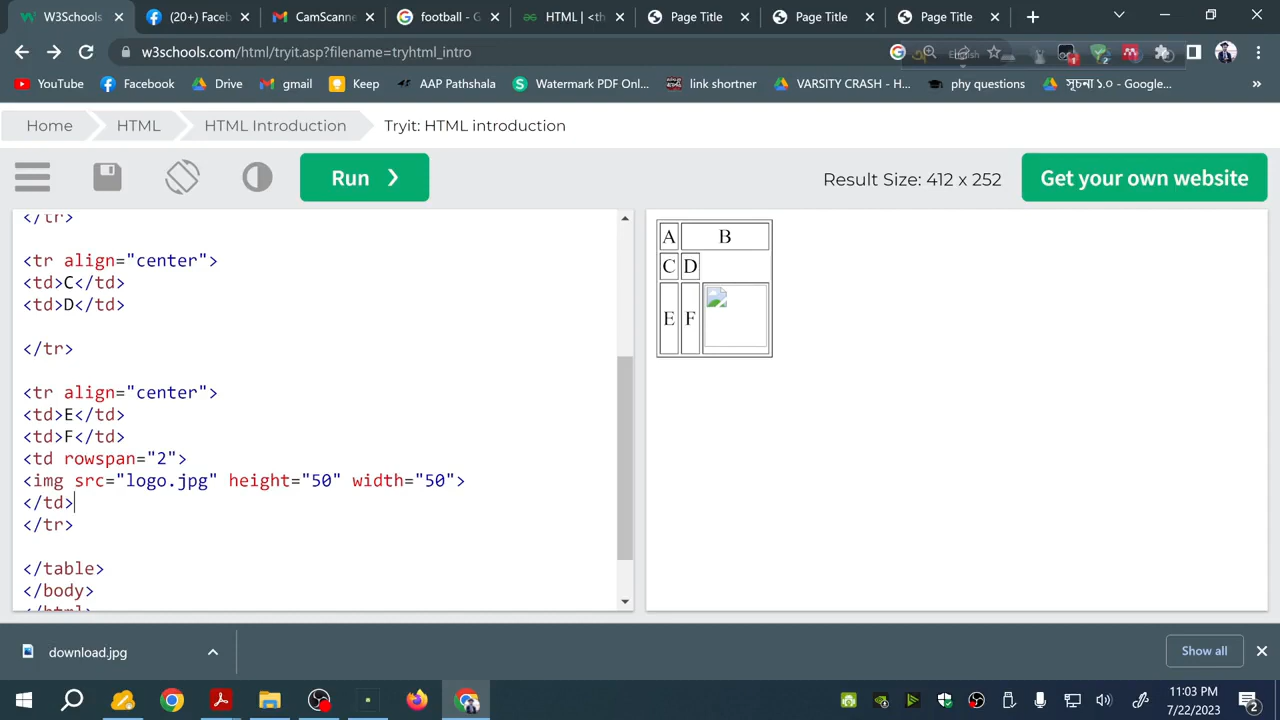 W3Schools
(20+) Faceb
CamScanne
football - G
HTML | <th
Page Title
Page Title
Page Title
w3schools.com/html/tryit.asp?filename=tryhtml_intro
English
YouTube
Facebook
Drive
gmail
Keep
AAP Pathshala
Watermark PDF Onl...
link shortner
VARSITY CRASH - H...
phy questions
সূচনা ১.০ - Google...
Home
HTML
HTML Introduction
Tryit: HTML introduction
Run ❯
Result Size: 412 x 252
Get your own website
</tr>
<tr align="center">
<td>C</td>
<td>D</td>
</tr>
<tr align="center">
<td>E</td>
<td>F</td>
<td rowspan="2">
<img src="logo.jpg" height="50" width="50">
</td>
</tr>
</table>
</body>
</html>
A B
C D
E F
download.jpg
Show all
11:03 PM
7/22/2023
2